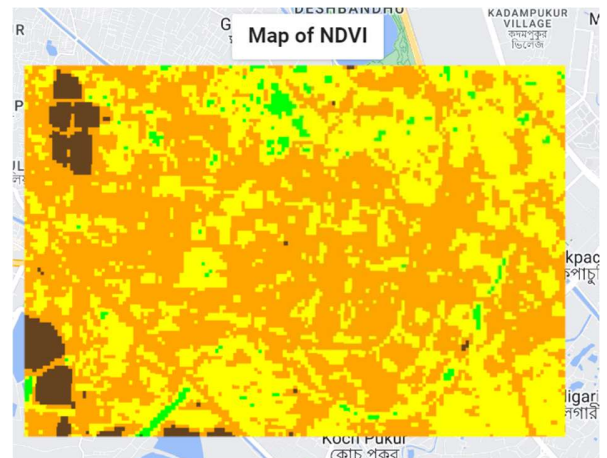 DESHBANDHU
KADAMPUKUR
VILLAGE
কদমপুকুর
ভিলেজ
Map of NDVI
Koch Pukur
কোচ পুকুর